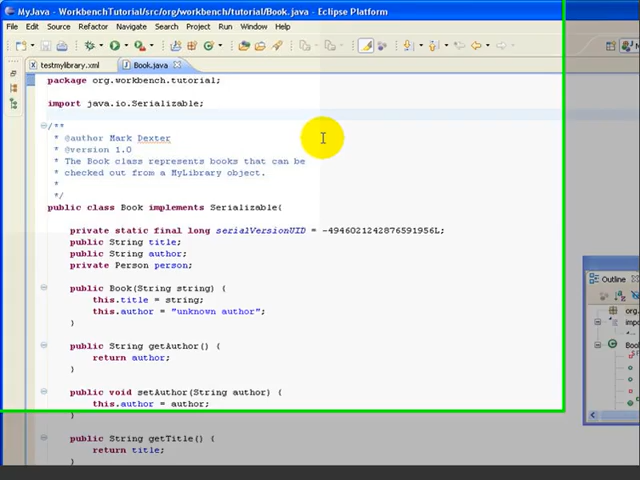 MyJava - WorkbenchTutorial/src/org/workbench/tutorial/Book.java - Eclipse Platform
File Edit Source Refactor Navigate Search Project Run Window Help
testmylibrary.xml Book.java
package org.workbench.tutorial;
import java.io.Serializable;
/**
* @author Mark Dexter
* @version 1.0
* The Book class represents books that can be
* checked out from a MyLibrary object.
*
*/
public class Book implements Serializable{
private static final long serialVersionUID = -4946021242876591956L;
public String title;
public String author;
private Person person;
public Book(String string) {
this.title = string;
this.author = "unknown author";
}
public String getAuthor() {
return author;
}
public void setAuthor(String author) {
this.author = author;
}
public String getTitle() {
return title;
Outline
org.
impo
Boo